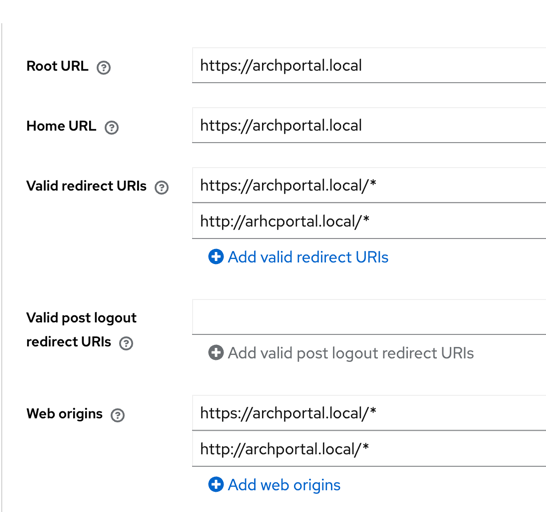 Root URL
https://archportal.local
Home URL
https://archportal.local
Valid redirect URIs
https://archportal.local/*
http://arhcportal.local/*
Add valid redirect URIs
Valid post logout
redirect URIs
Add valid post logout redirect URIs
Web origins
https://archportal.local/*
http://archportal.local/*
Add web origins